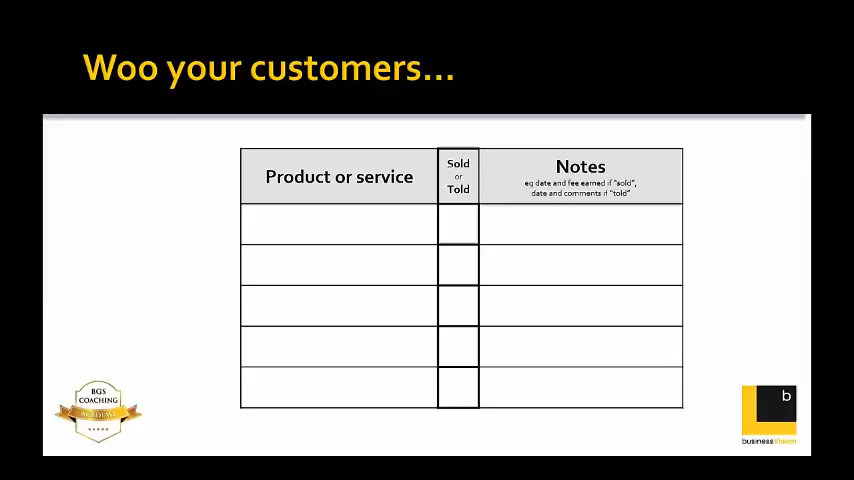 Woo your customers...
Product or service
Sold
or
Told
Notes
eg date and fee earned if "sold",
date and comments if "told"
BGS
COACHING
ACADEMY
b
businessVision